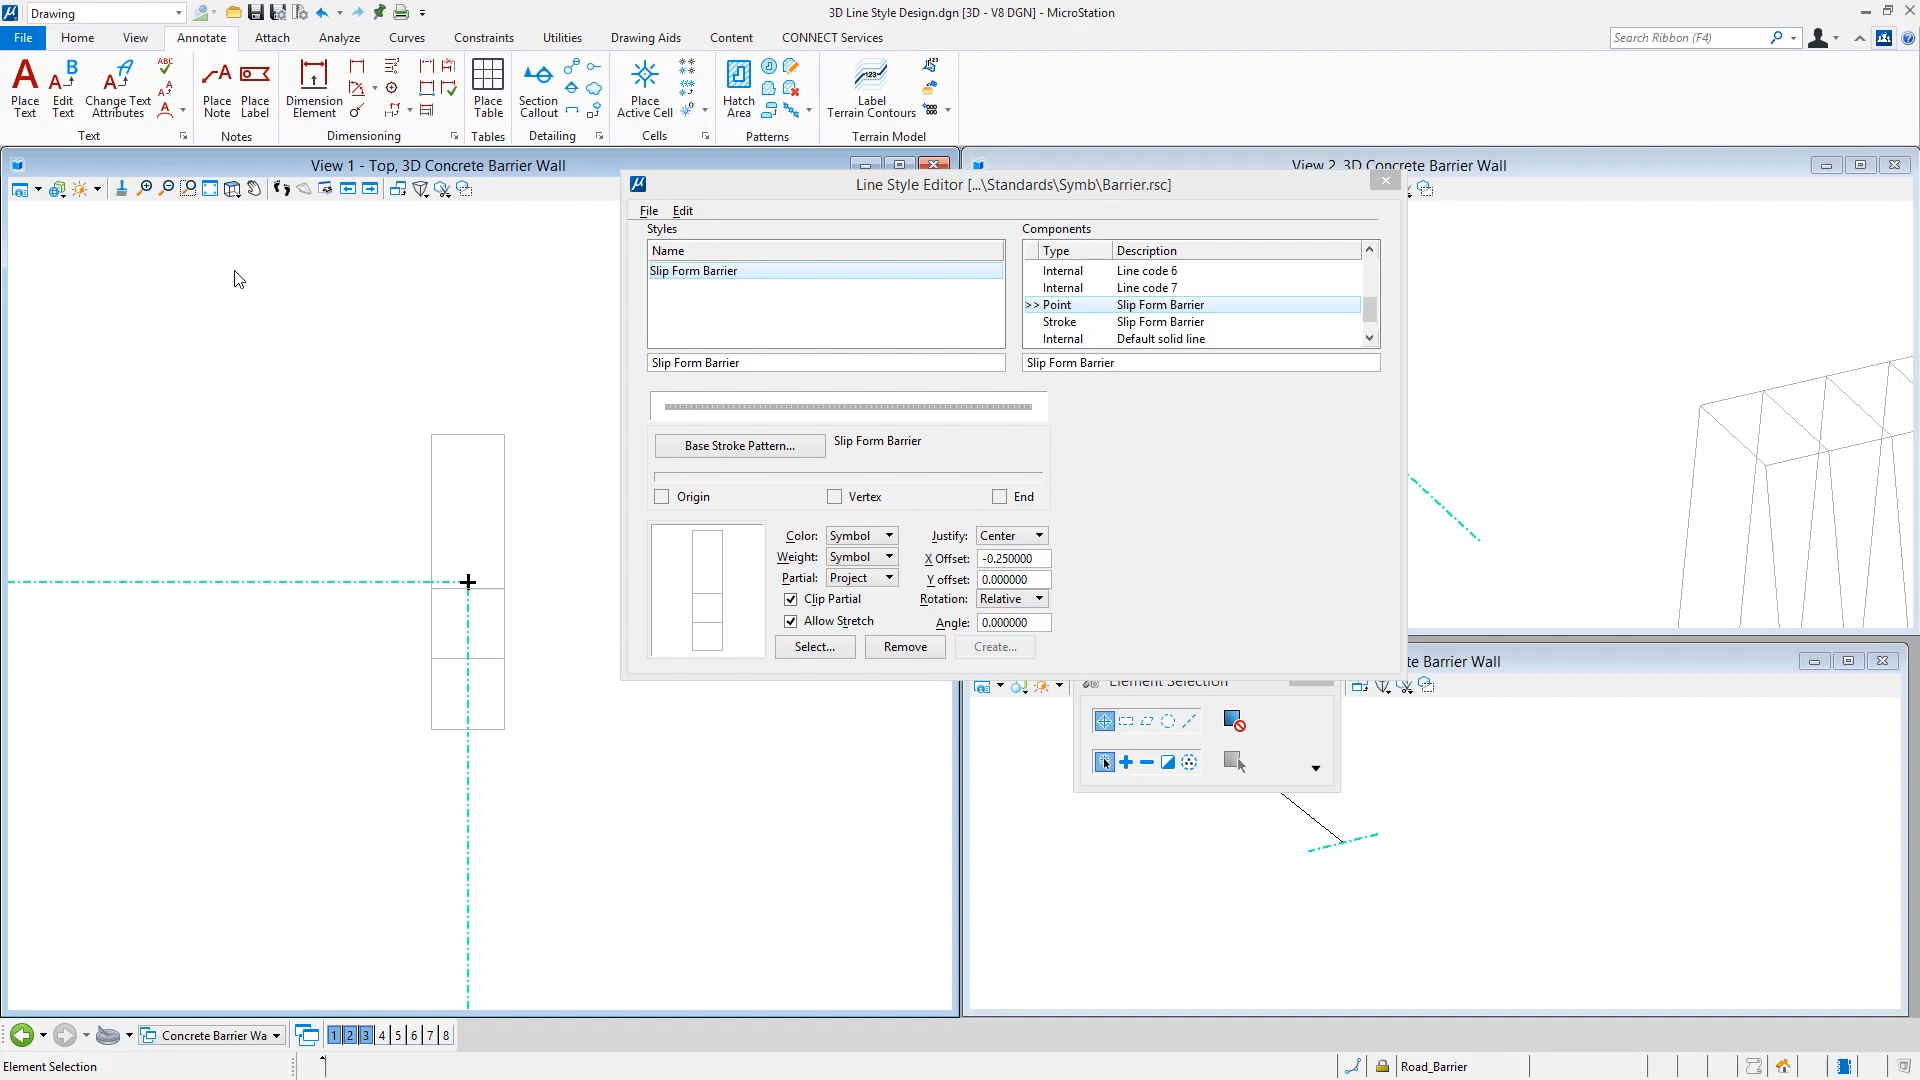 Drawing
3D Line Style Design.dgn [3D - V8 DGN] - MicroStation
File
Home
View
Annotate
Attach
Analyze
Curves
Constraints
Utilities
Drawing Aids
Content
CONNECT Services
Search Ribbon (F4)
Place Text
Edit Text
Change Text Attributes
Place Note
Place Label
Dimension Element
Place Table
Section Callout
Place Active Cell
Hatch Area
Label Terrain Contours
Text
Notes
Dimensioning
Tables
Detailing
Cells
Patterns
Terrain Model
View 1 - Top, 3D Concrete Barrier Wall
View 2, 3D Concrete Barrier Wall
Line Style Editor [...\Standards\Symb\Barrier.rsc]
File
Edit
Styles
Components
Name
Type
Description
Slip Form Barrier
Internal
Line code 6
Internal
Line code 7
>> Point
Slip Form Barrier
Stroke
Slip Form Barrier
Internal
Default solid line
Slip Form Barrier
Slip Form Barrier
Base Stroke Pattern...
Slip Form Barrier
Origin
Vertex
End
Color:
Symbol
Justify:
Center
Weight:
Symbol
X Offset:
-0.250000
Partial:
Project
Y offset:
0.000000
Clip Partial
Rotation:
Relative
Allow Stretch
Angle:
0.000000
Select...
Remove
Create...
te Barrier Wall
Element Selection
Concrete Barrier Wa
1 2 3 4 5 6 7 8
Element Selection
Road_Barrier